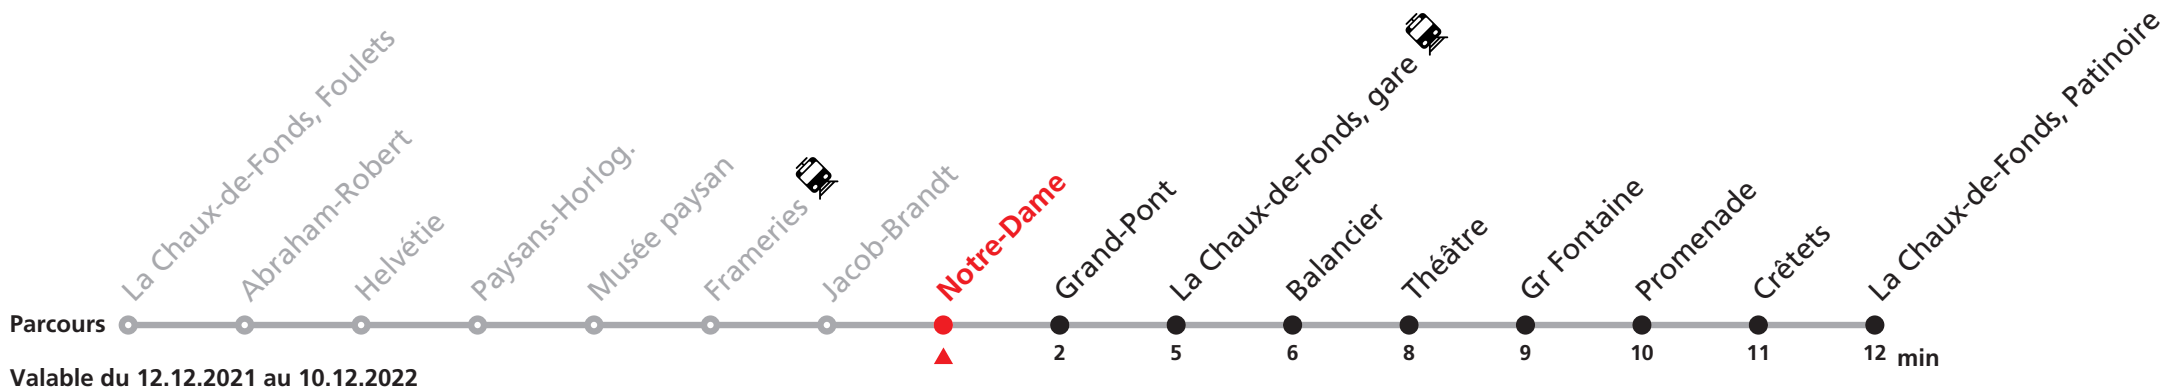 La Chaux-de-Fonds, Foulets
Abraham-Robert
Helvétie
Paysans-Horlog.
Musée paysan
Frameries
Jacob-Brandt
Notre-Dame
Grand-Pont
La Chaux-de-Fonds, gare
Balancier
Théâtre
Gr Fontaine
Promenade
Crêtets
La Chaux-de-Fonds, Patinoire
Parcours
2 5 6 8 9 10 11 12 min
Valable du 12.12.2021 au 10.12.2022